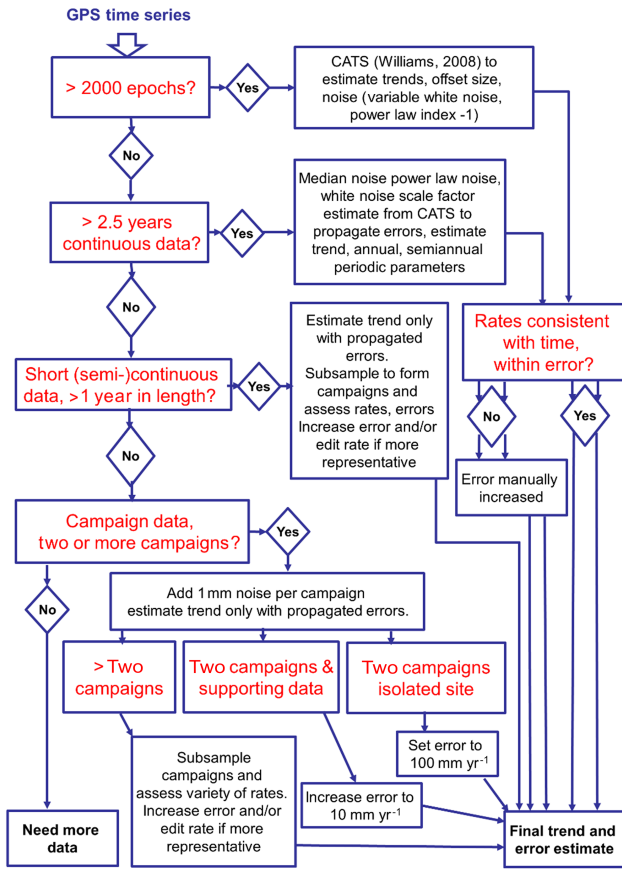 GPS time series
> 2000 epochs?
Yes
CATS (Williams, 2008) to
estimate trends, offset size,
noise (variable white noise,
power law index -1)
No
> 2.5 years
continuous data?
Yes
Median noise power law noise,
white noise scale factor
estimate from CATS to
propagate errors, estimate
trend, annual, semiannual
periodic parameters
No
Short (semi-)continuous
data, >1 year in length?
Yes
Estimate trend only
with propagated
errors.
Subsample to form
campaigns and
assess rates, errors
Increase error and/or
edit rate if more
representative
Rates consistent
with time,
within error?
No
Yes
Error manually
increased
No
Campaign data,
two or more campaigns?
Yes
No
Add 1 mm noise per campaign
estimate trend only with propagated errors.
> Two
campaigns
Two campaigns &
supporting data
Two campaigns
isolated site
Subsample
campaigns and
assess variety of rates.
Increase error and/or
edit rate if more
representative
Increase error to
10 mm yr⁻¹
Set error to
100 mm yr⁻¹
Need more
data
Final trend and
error estimate